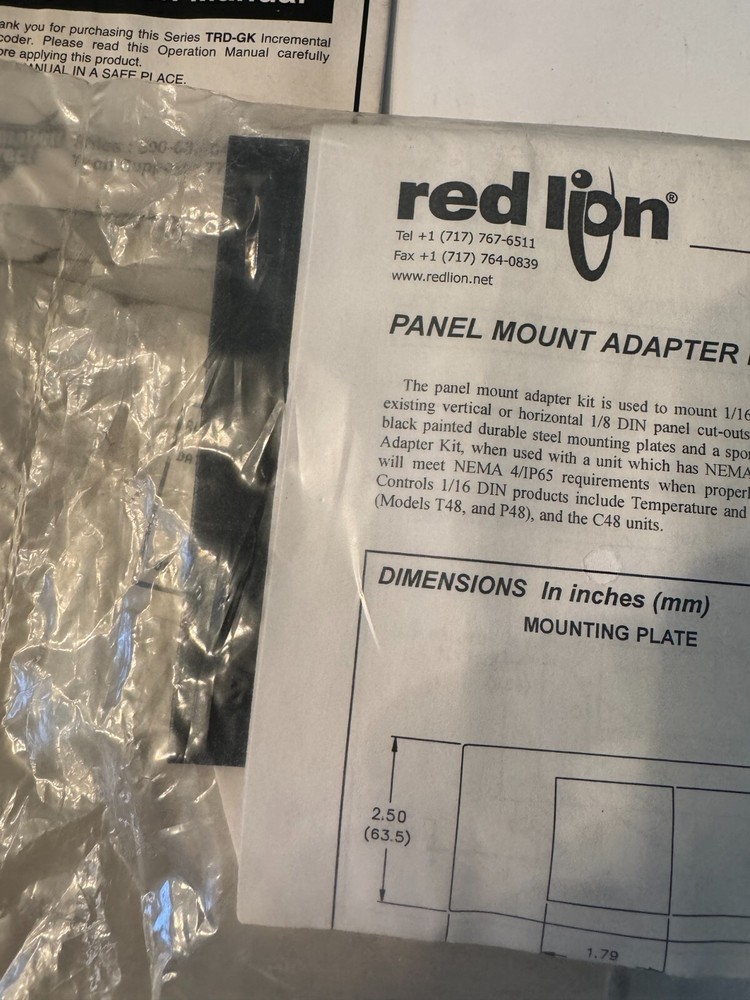 ank you for purchasing this Series TRD-GK Incremental
coder. Please read this Operation Manual carefully
ore applying this product.
MANUAL IN A SAFE PLACE.
red lion®
Tel +1 (717) 767-6511
Fax +1 (717) 764-0839
www.redlion.net
PANEL MOUNT ADAPTER
The panel mount adapter kit is used to mount 1/16
existing vertical or horizontal 1/8 DIN panel cut-outs
black painted durable steel mounting plates and a spo
Adapter Kit, when used with a unit which has NEMA
will meet NEMA 4/IP65 requirements when properl
Controls 1/16 DIN products include Temperature and
(Models T48, and P48), and the C48 units.
DIMENSIONS In inches (mm)
MOUNTING PLATE
2.50
(63.5)
1.79